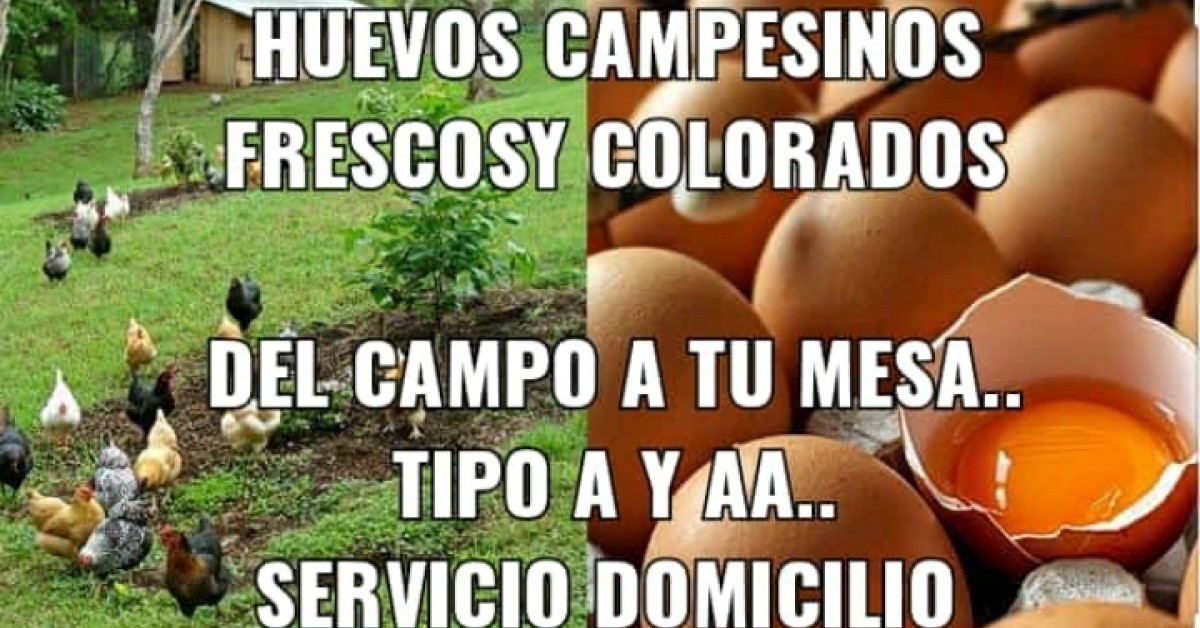 HUEVOS CAMPESINOS
FRESCOSY COLORADOS
DEL CAMPO A TU MESA..
TIPO A Y AA..
SERVICIO DOMICILIO